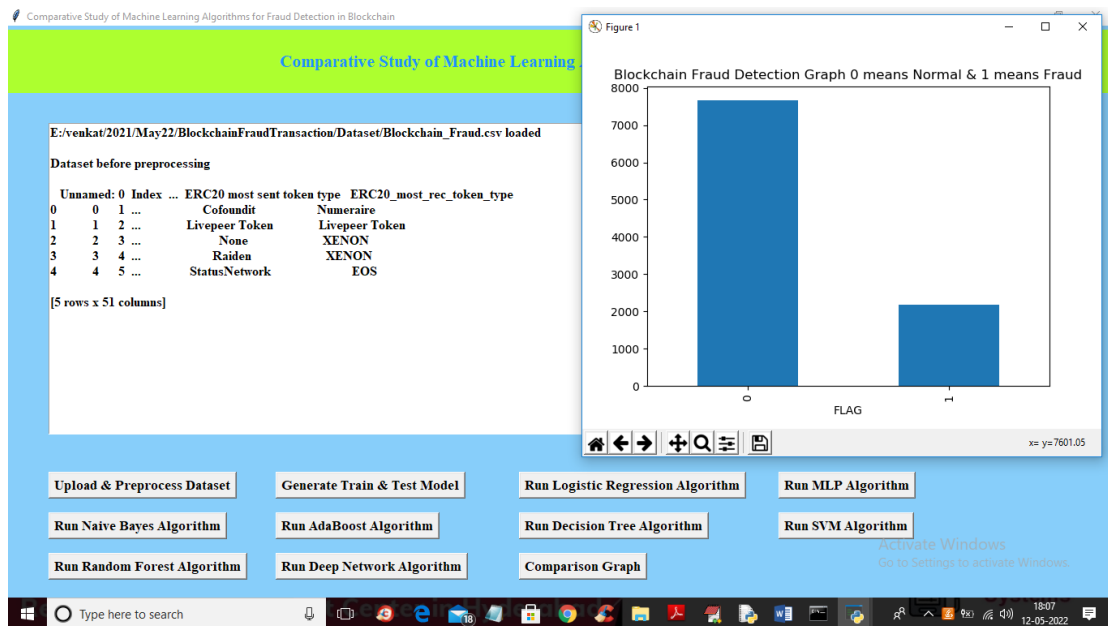 Comparative Study of Machine Learning Algorithms for Fraud Detection in Blockchain
Comparative Study of Machine Learning
E:/venkat/2021/May22/BlockchainFraudTransaction/Dataset/Blockchain_Fraud.csv loaded
Dataset before preprocessing
Unnamed: 0 Index ... ERC20 most sent token type ERC20_most_rec_token_type
0 0 1 ... Cofoundit Numeraire
1 1 2 ... Livepeer Token Livepeer Token
2 2 3 ... None XENON
3 3 4 ... Raiden XENON
4 4 5 ... StatusNetwork EOS
[5 rows x 51 columns]
Figure 1
Blockchain Fraud Detection Graph 0 means Normal & 1 means Fraud
8000
7000
6000
5000
4000
3000
2000
1000
0
0 1
FLAG
x= y=7601.05
Upload & Preprocess Dataset Generate Train & Test Model Run Logistic Regression Algorithm Run MLP Algorithm
Run Naive Bayes Algorithm Run AdaBoost Algorithm Run Decision Tree Algorithm Run SVM Algorithm
Run Random Forest Algorithm Run Deep Network Algorithm Comparison Graph
Activate Windows
Go to Settings to activate Windows.
Type here to search
18
18:07
12-05-2022